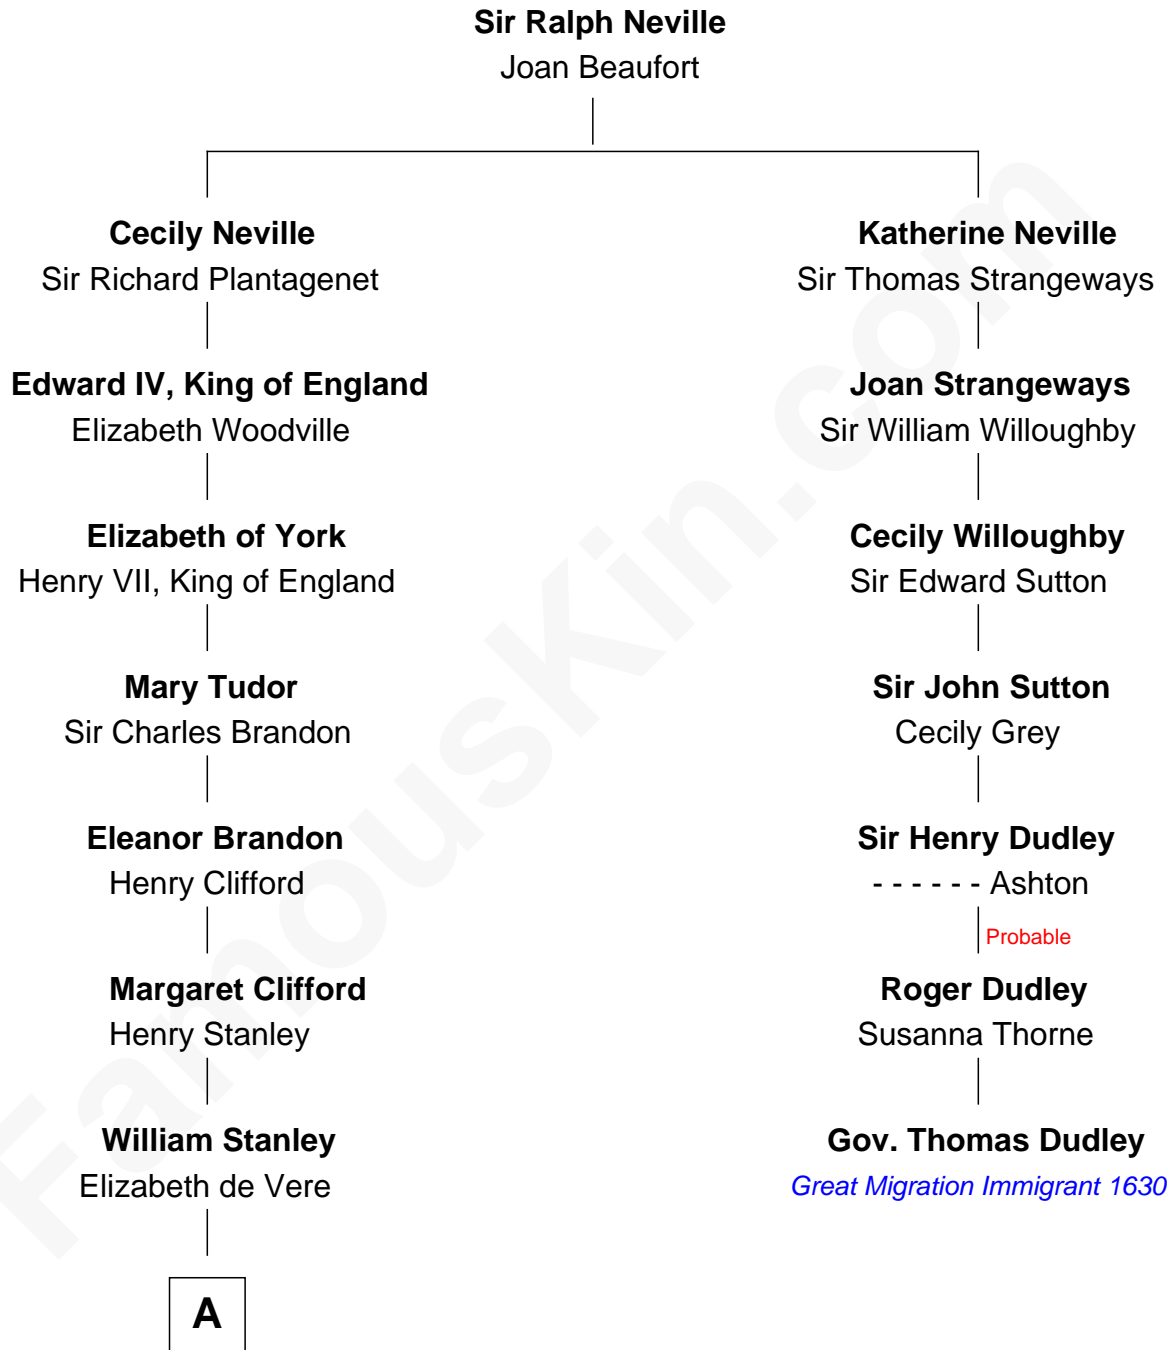 Sir Ralph Neville
Joan Beaufort
Cecily Neville
Sir Richard Plantagenet
Katherine Neville
Sir Thomas Strangeways
Edward IV, King of England
Elizabeth Woodville
Joan Strangeways
Sir William Willoughby
Elizabeth of York
Henry VII, King of England
Cecily Willoughby
Sir Edward Sutton
Mary Tudor
Sir Charles Brandon
Sir John Sutton
Cecily Grey
Eleanor Brandon
Henry Clifford
Sir Henry Dudley
- - - - - - Ashton
Probable
Margaret Clifford
Henry Stanley
Roger Dudley
Susanna Thorne
William Stanley
Elizabeth de Vere
Gov. Thomas Dudley
Great Migration Immigrant 1630
A
FamousKin.com